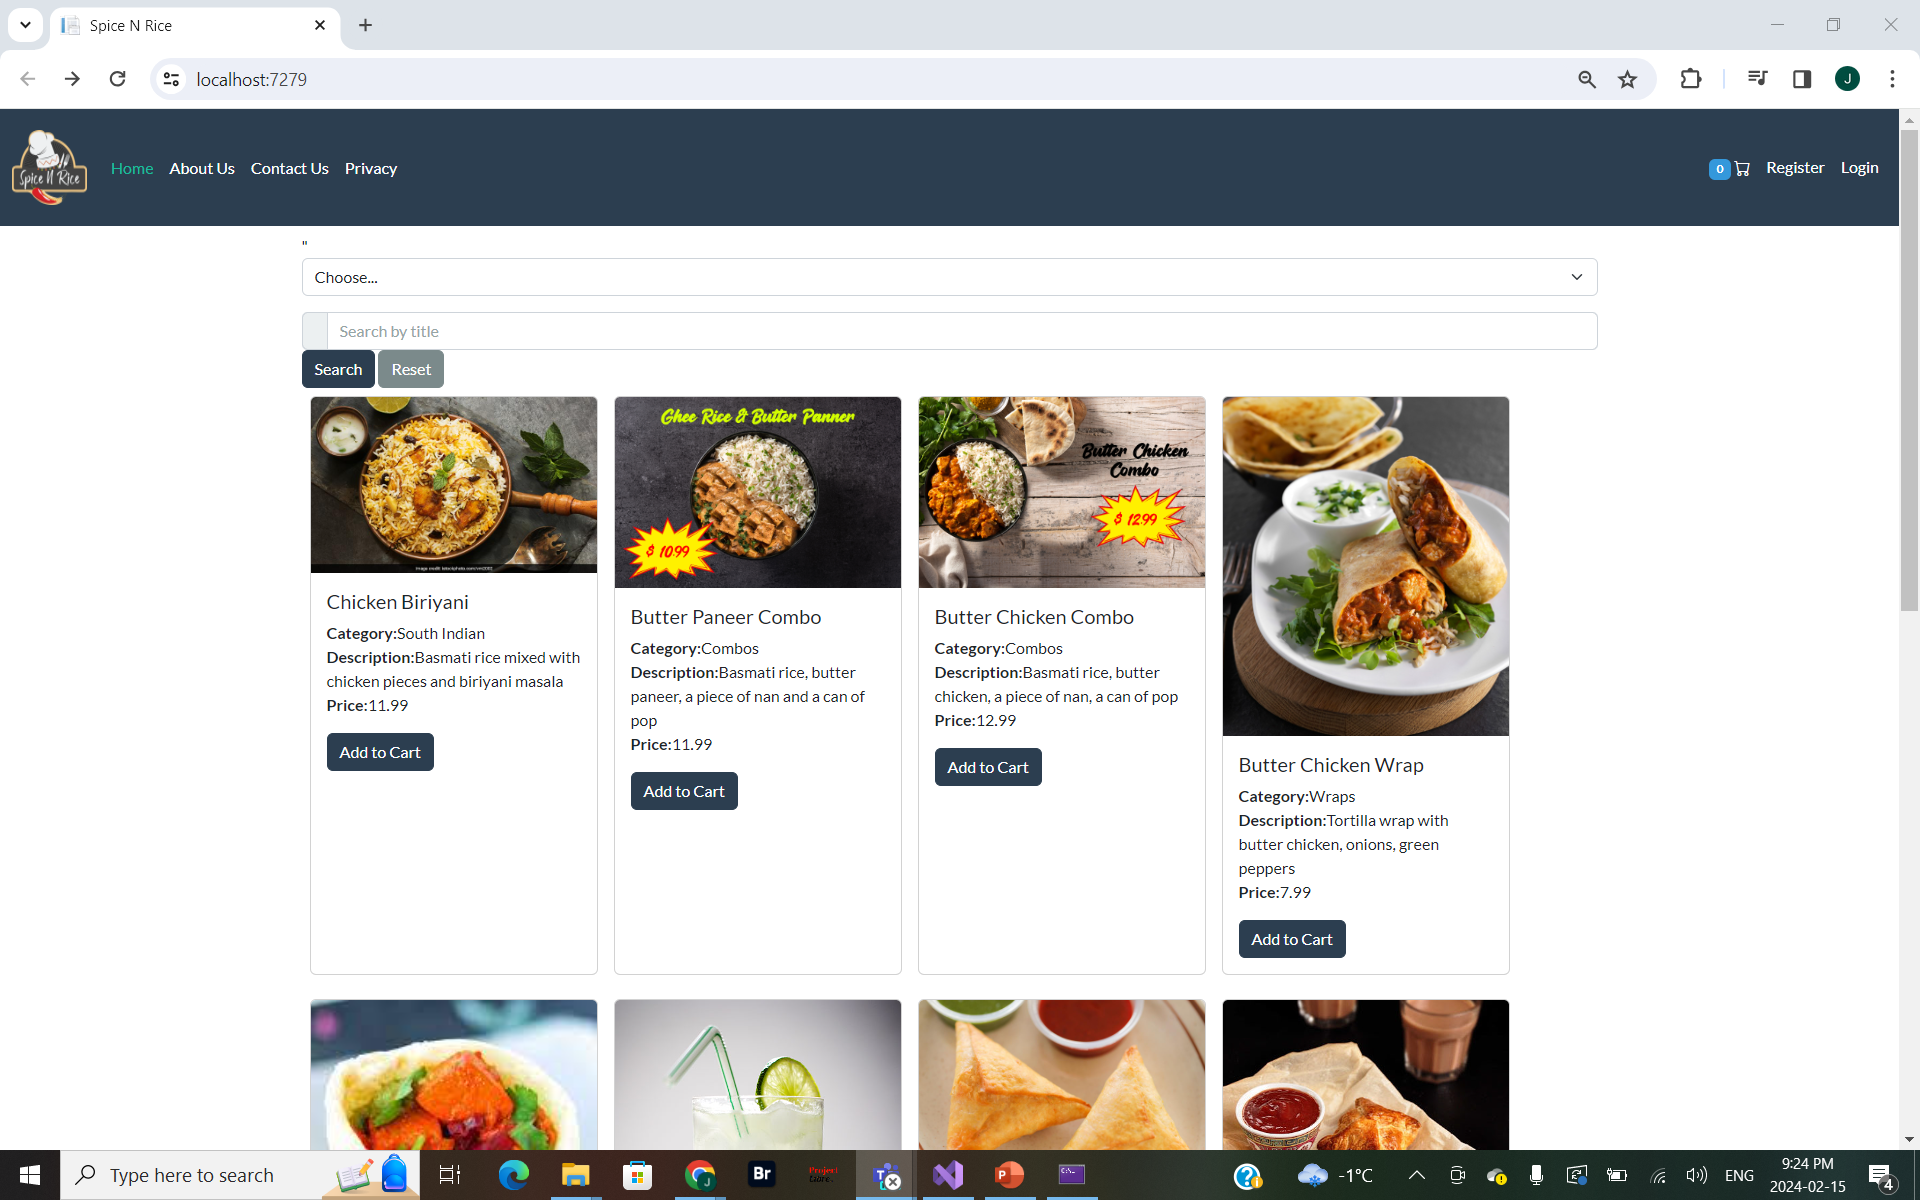 Spice N Rice
localhost:7279
J
Spice N Rice
Home
About Us
Contact Us
Privacy
0
Register
Login
"
Choose...
Search by title
Search
Reset
Chicken Biriyani
Category:South Indian
Description:Basmati rice mixed with
chicken pieces and biriyani masala
Price:11.99
Add to Cart
Ghee Rice & Butter Panner
$ 10.99
Butter Paneer Combo
Category:Combos
Description:Basmati rice, butter
paneer, a piece of nan and a can of
pop
Price:11.99
Add to Cart
Butter Chicken
Combo
$ 12.99
Butter Chicken Combo
Category:Combos
Description:Basmati rice, butter
chicken, a piece of nan, a can of pop
Price:12.99
Add to Cart
Butter Chicken Wrap
Category:Wraps
Description:Tortilla wrap with
butter chicken, onions, green
peppers
Price:7.99
Add to Cart
Type here to search
Br
Project
Libre
-1°C
ENG
9:24 PM
2024-02-15
4